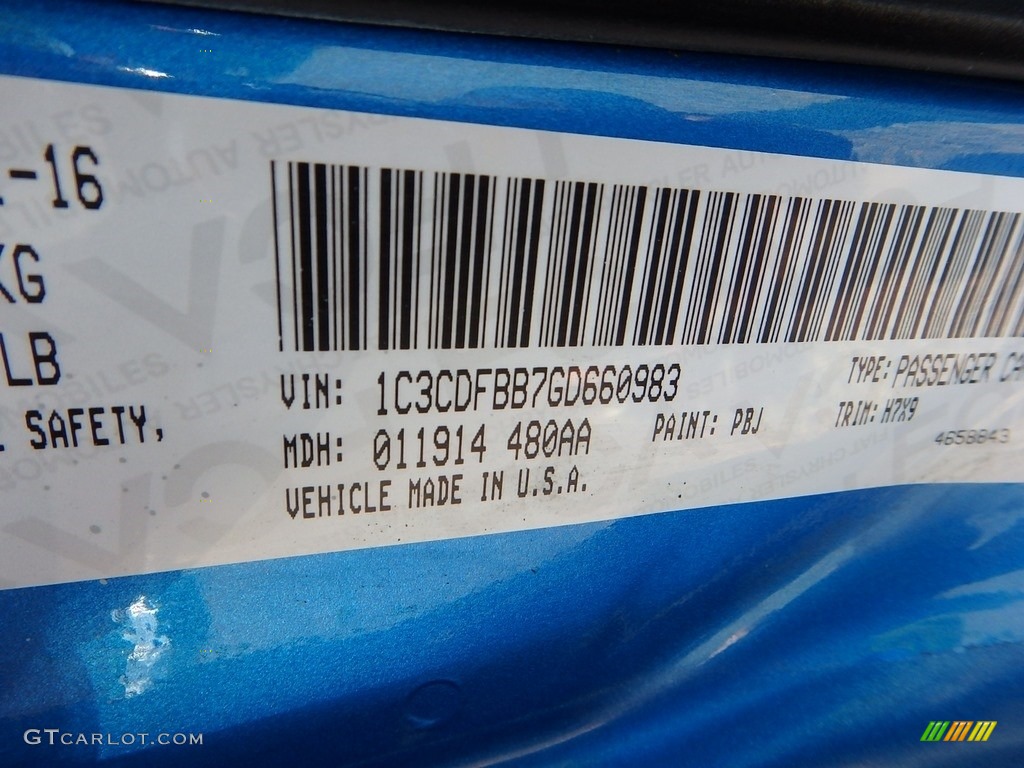 -16
KG
LB
SAFETY,
VIN: 1C3CDFBB7GD660983
TYPE: PASSENGER
MDH: 011914 480AA
PAINT: PBJ
TRIM: H7X9
4659843
VEHICLE MADE IN U.S.A.
GTCARLOT.COM